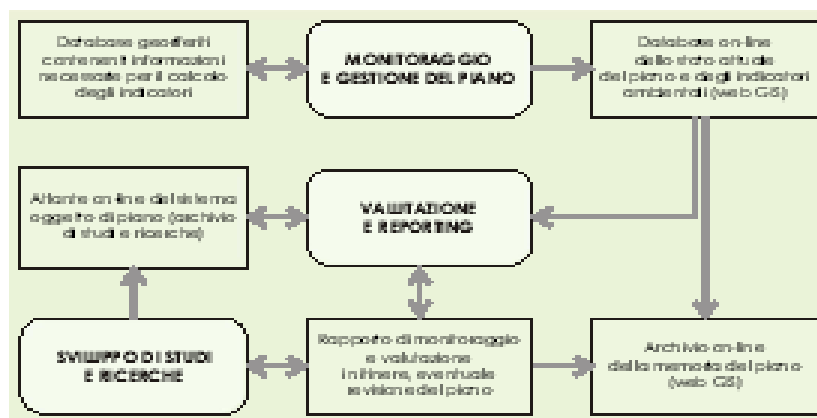 Database georiferiti
contenenti informazioni
necessarie per il calcolo
degli indicatori
MONITORAGGIO
E GESTIONE DEL PIANO
Database on-line
dello stato attuale
del piano e degli indicatori
ambientali (web GIS)
Atlante on-line del sistema
oggetto di piano (archivio
di studi e ricerche)
VALUTAZIONE
E REPORTING
SVILUPPO DI STUDI
E RICERCHE
Rapporto di monitoraggio
e valutazione
in itinere, eventuale
revisione del piano
Archivio on-line
della memoria del piano
(web GIS)